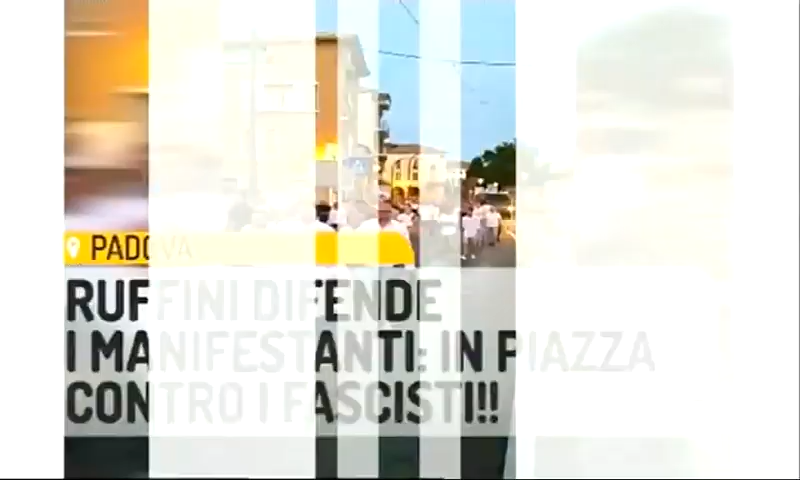 PADOVA
RUFFINI DIFENDE
I MANIFESTANTI: IN PIAZZA
CONTRO I FASCISTI!!